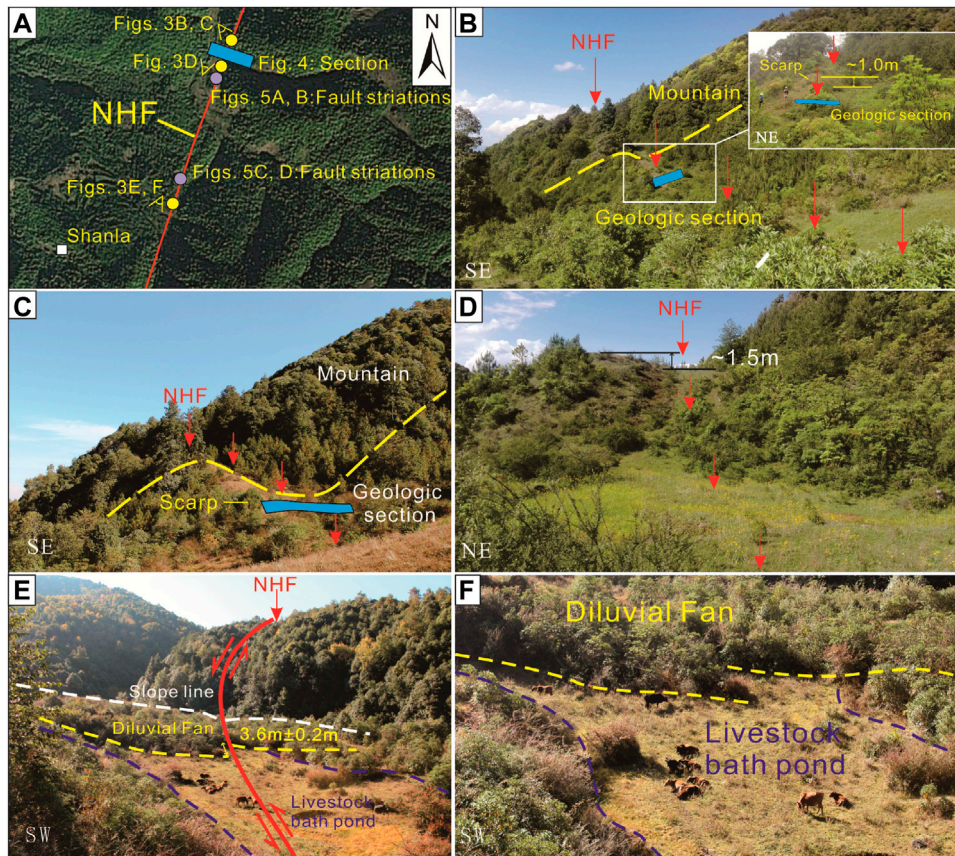 A
Figs. 3B, C
N
Fig. 3D
Fig. 4: Section
Figs. 5A, B:Fault striations
NHF
Figs. 5C, D:Fault striations
Figs. 3E, F
Shanla
B
NHF
Mountain
Scarp
~1.0m
Geologic section
NE
Geologic section
SE
C
Mountain
NHF
Scarp
Geologic
section
SE
D
NHF
~1.5m
NE
E
NHF
Slope line
Diluvial Fan
3.6m±0.2m
Livestock
bath pond
SW
F
Diluvial Fan
Livestock
bath pond
SW